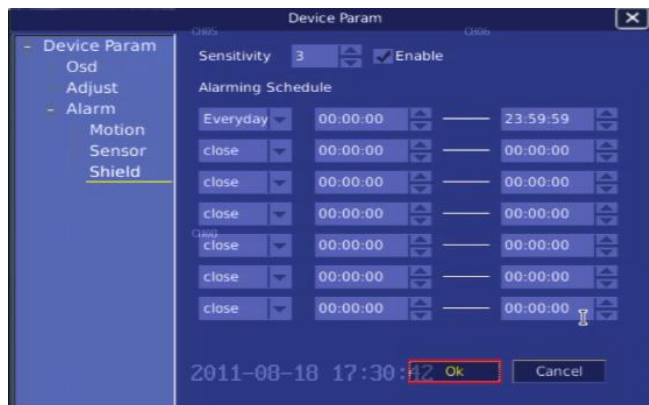 Device Param
CH05 CH06
- Device Param
Osd
Adjust
- Alarm
Motion
Sensor
Shield
Sensitivity 3 Enable
Alarming Schedule
Everyday 00:00:00 23:59:59
close 00:00:00 00:00:00
close 00:00:00 00:00:00
close 00:00:00 00:00:00
close 00:00:00 00:00:00
close 00:00:00 00:00:00
close 00:00:00 00:00:00
2011-08-18 17:30:42 Ok Cancel